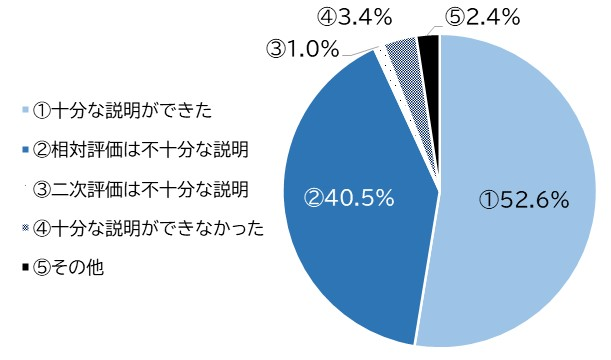 ④3.4%
⑤2.4%
③1.0%
①十分な説明ができた
②相対評価は不十分な説明
③二次評価は不十分な説明
④十分な説明ができなかった
⑤その他
②40.5%
①52.6%